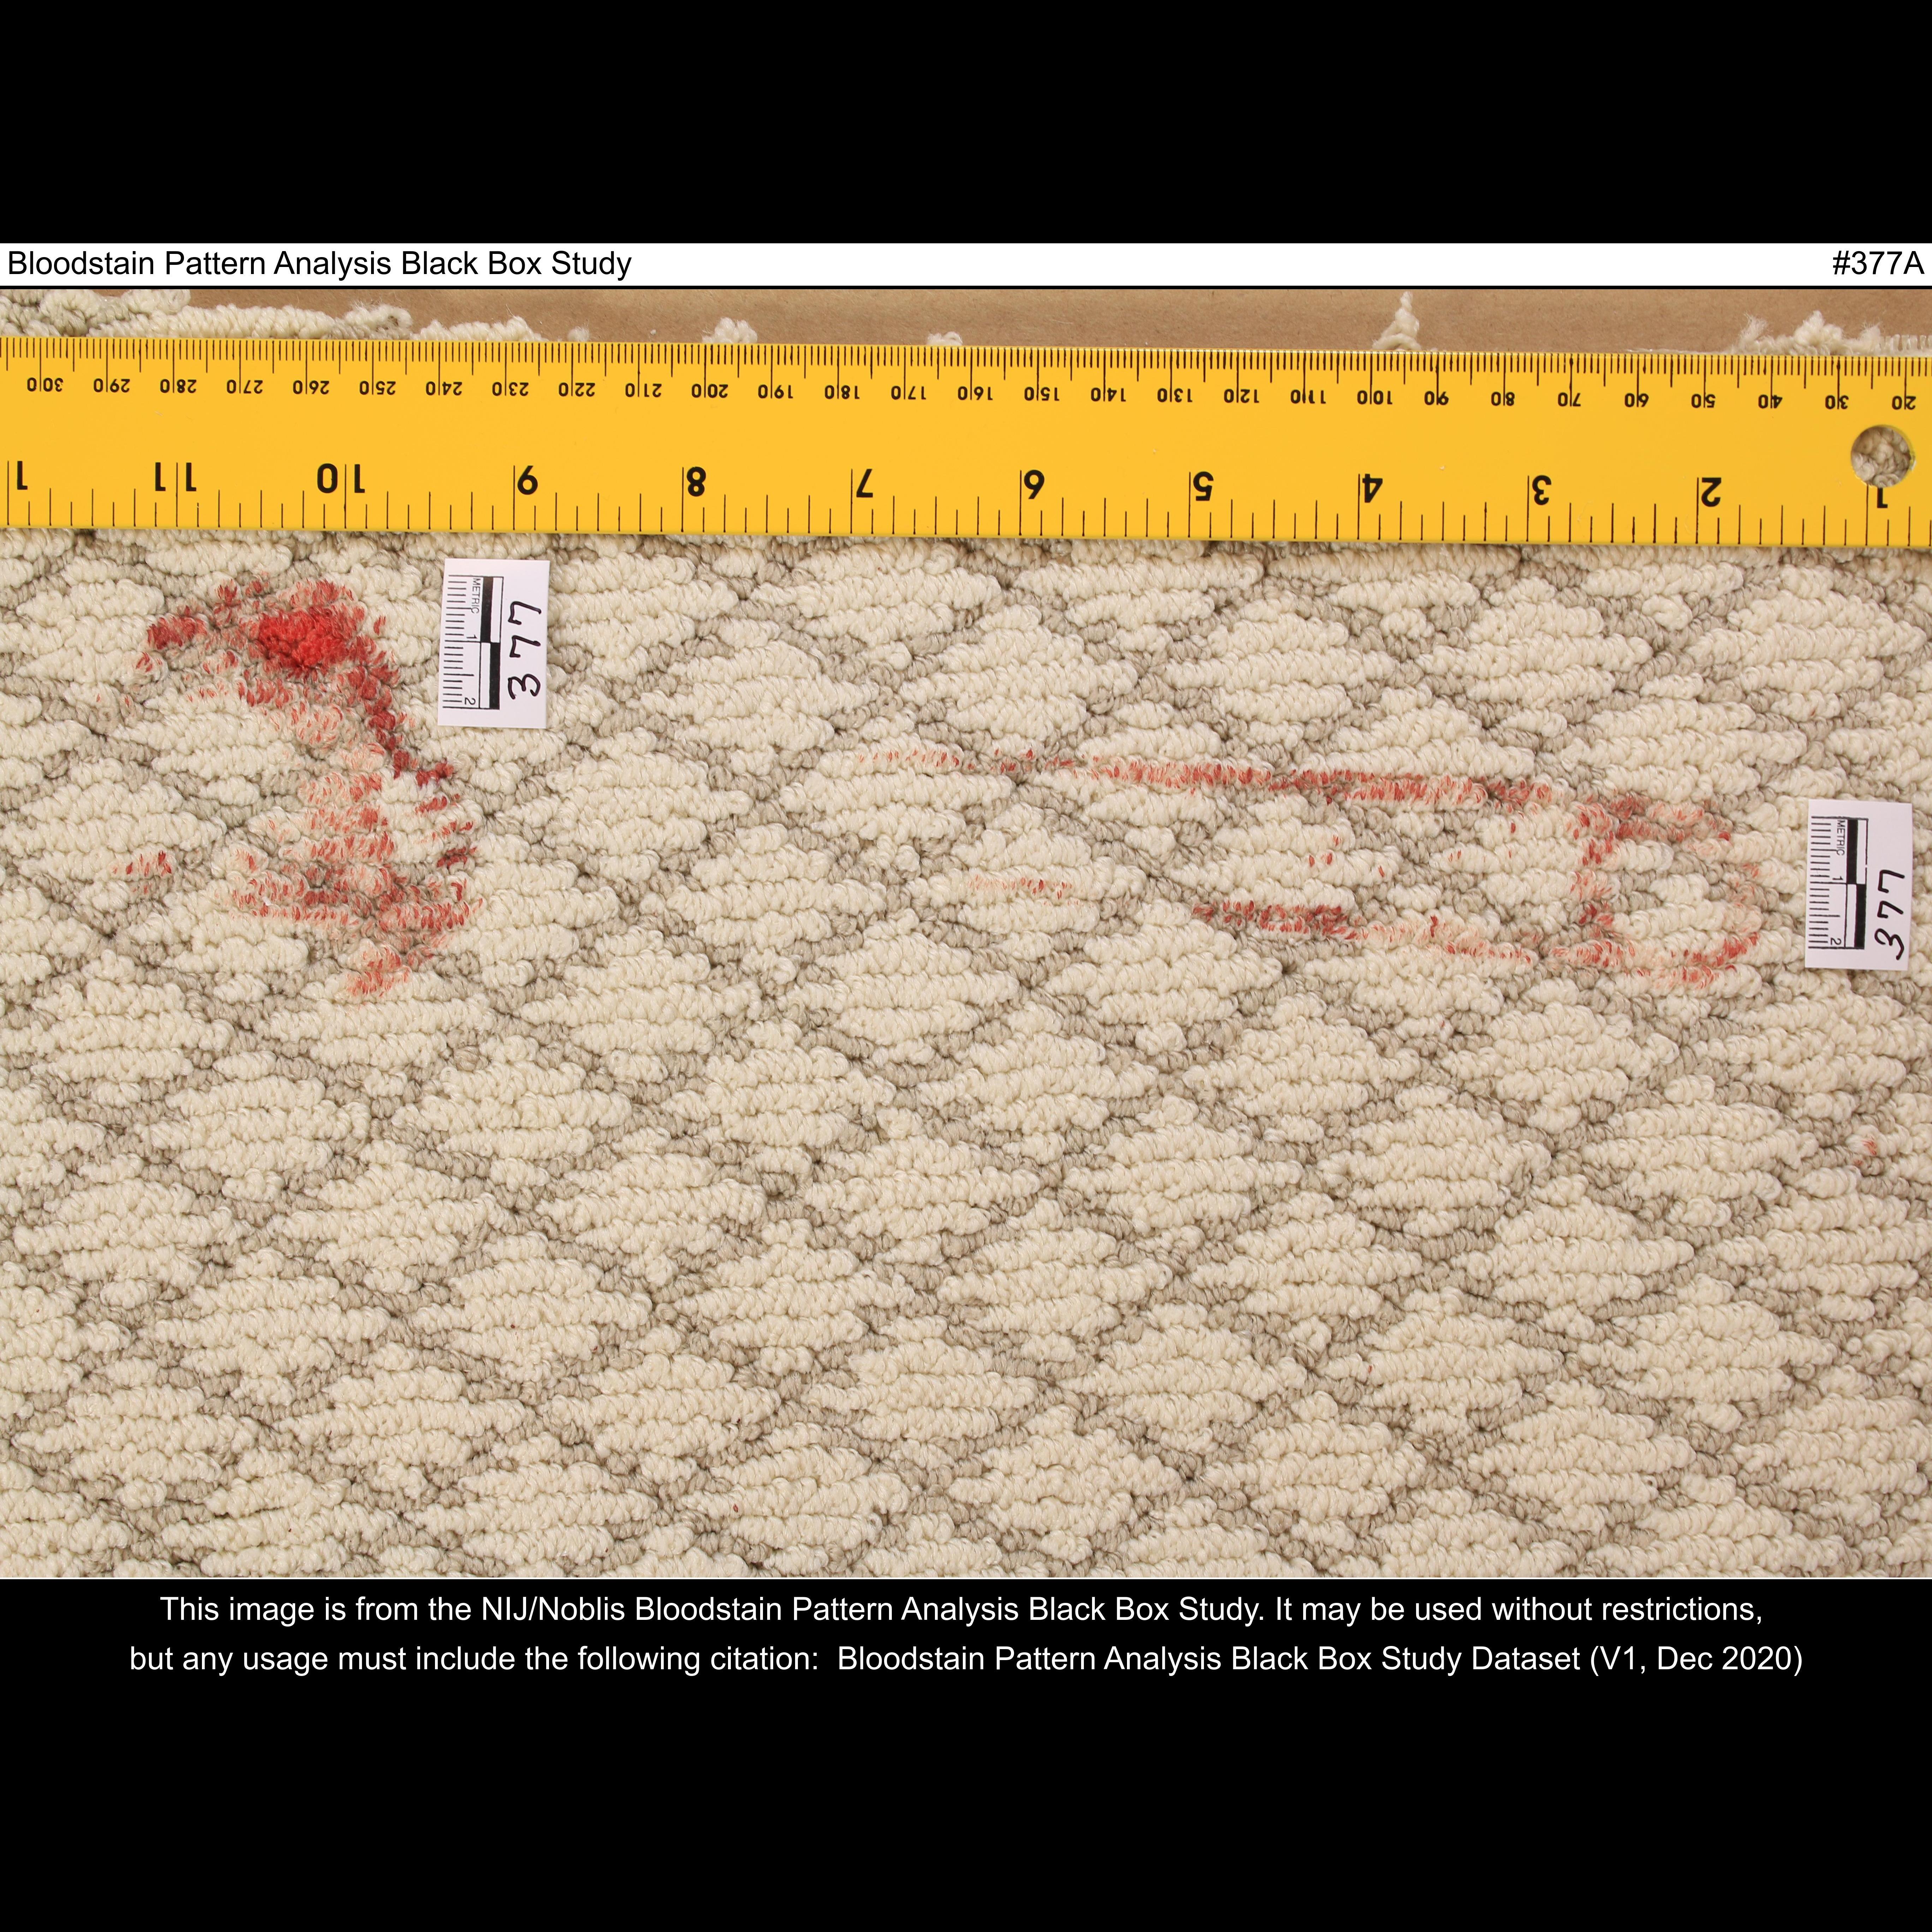 Bloodstain Pattern Analysis Black Box Study #377A
300 290 280 270 260 250 240 230 220 210 200 190 180 170 160 150 140 130 120 110 100 90 80 70 60 50 40 30 20
1 11 10 9 8 7 6 5 4 3 2 1
METRIC 1 2
377
METRIC 1 2
377
This image is from the NIJ/Noblis Bloodstain Pattern Analysis Black Box Study. It may be used without restrictions,
but any usage must include the following citation: Bloodstain Pattern Analysis Black Box Study Dataset (V1, Dec 2020)